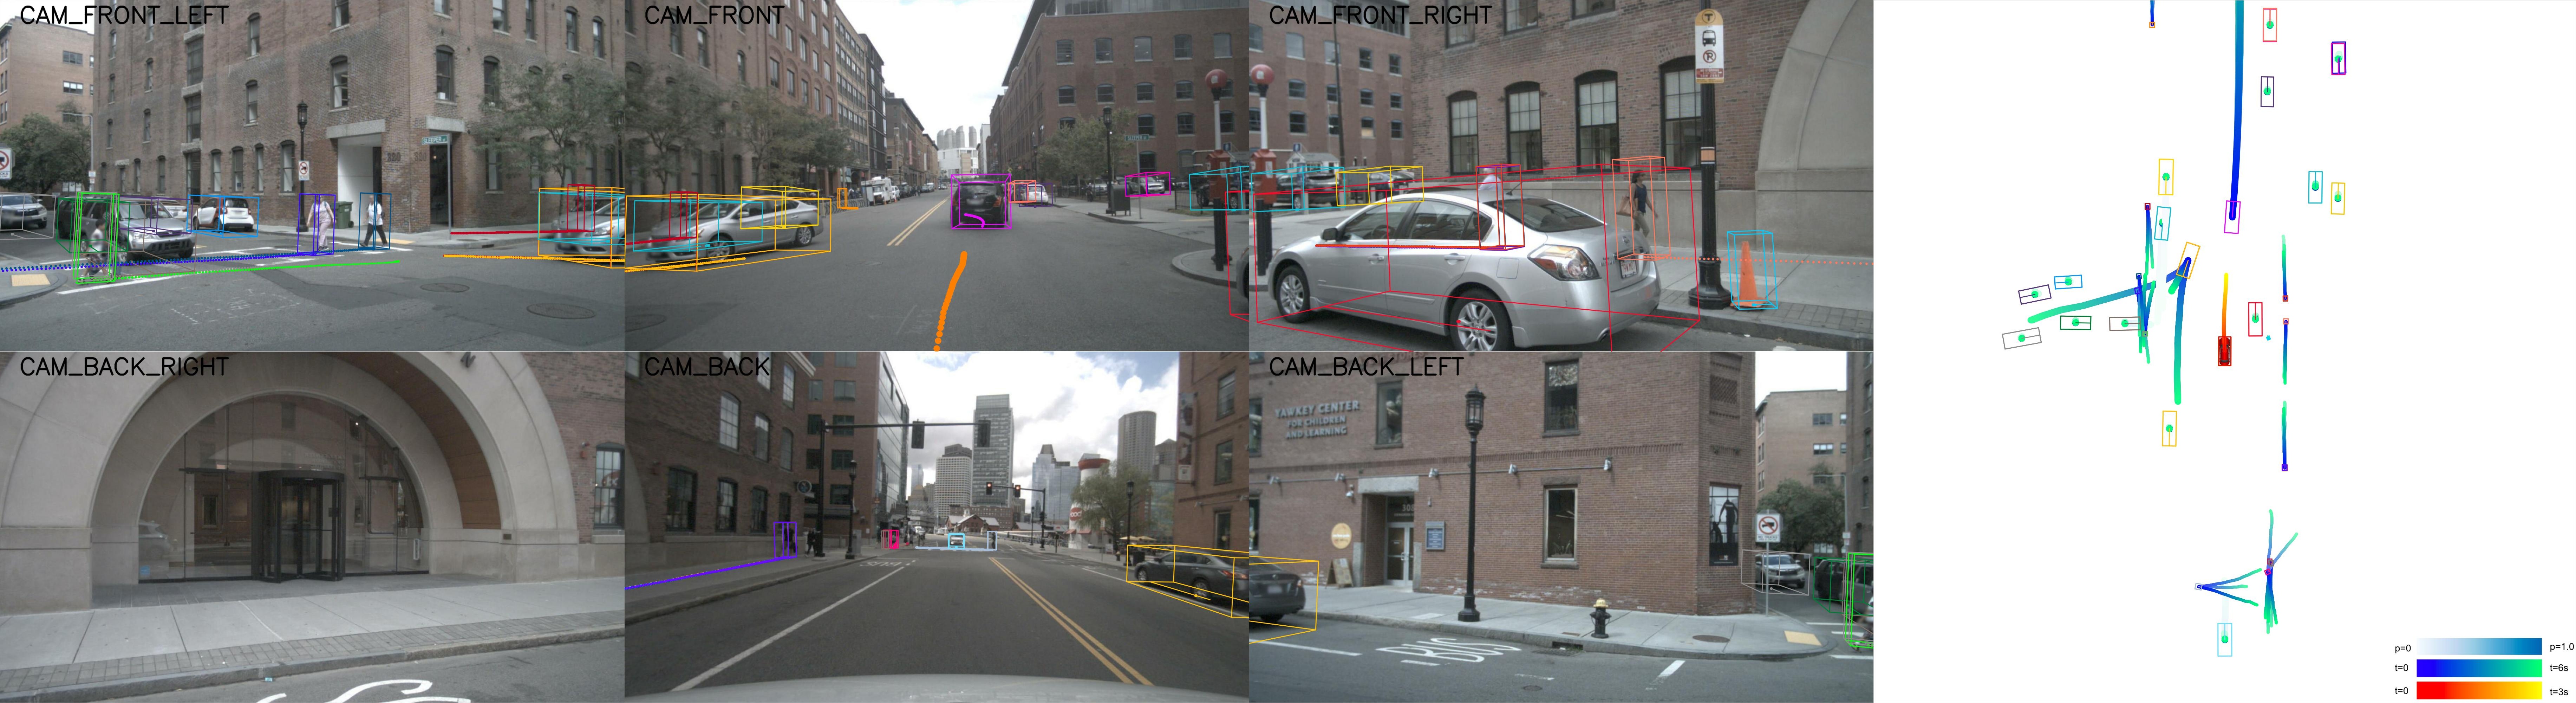 CAM_FRONT_LEFT
CAM_FRONT
CAM_FRONT_RIGHT
T
CAM_BACK_RIGHT
CAM_BACK
CAM_BACK_LEFT
YAWKEY CENTER
FOR CHILDREN
AND LEARNING
BUS
p=0
p=1.0
t=0
t=6s
t=0
t=3s